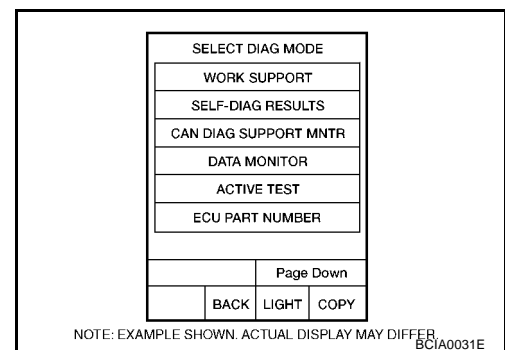 SELECT DIAG MODE
WORK SUPPORT
SELF-DIAG RESULTS
CAN DIAG SUPPORT MNTR
DATA MONITOR
ACTIVE TEST
ECU PART NUMBER
Page Down
BACK LIGHT COPY
NOTE: EXAMPLE SHOWN. ACTUAL DISPLAY MAY DIFFER.
BCIA0031E